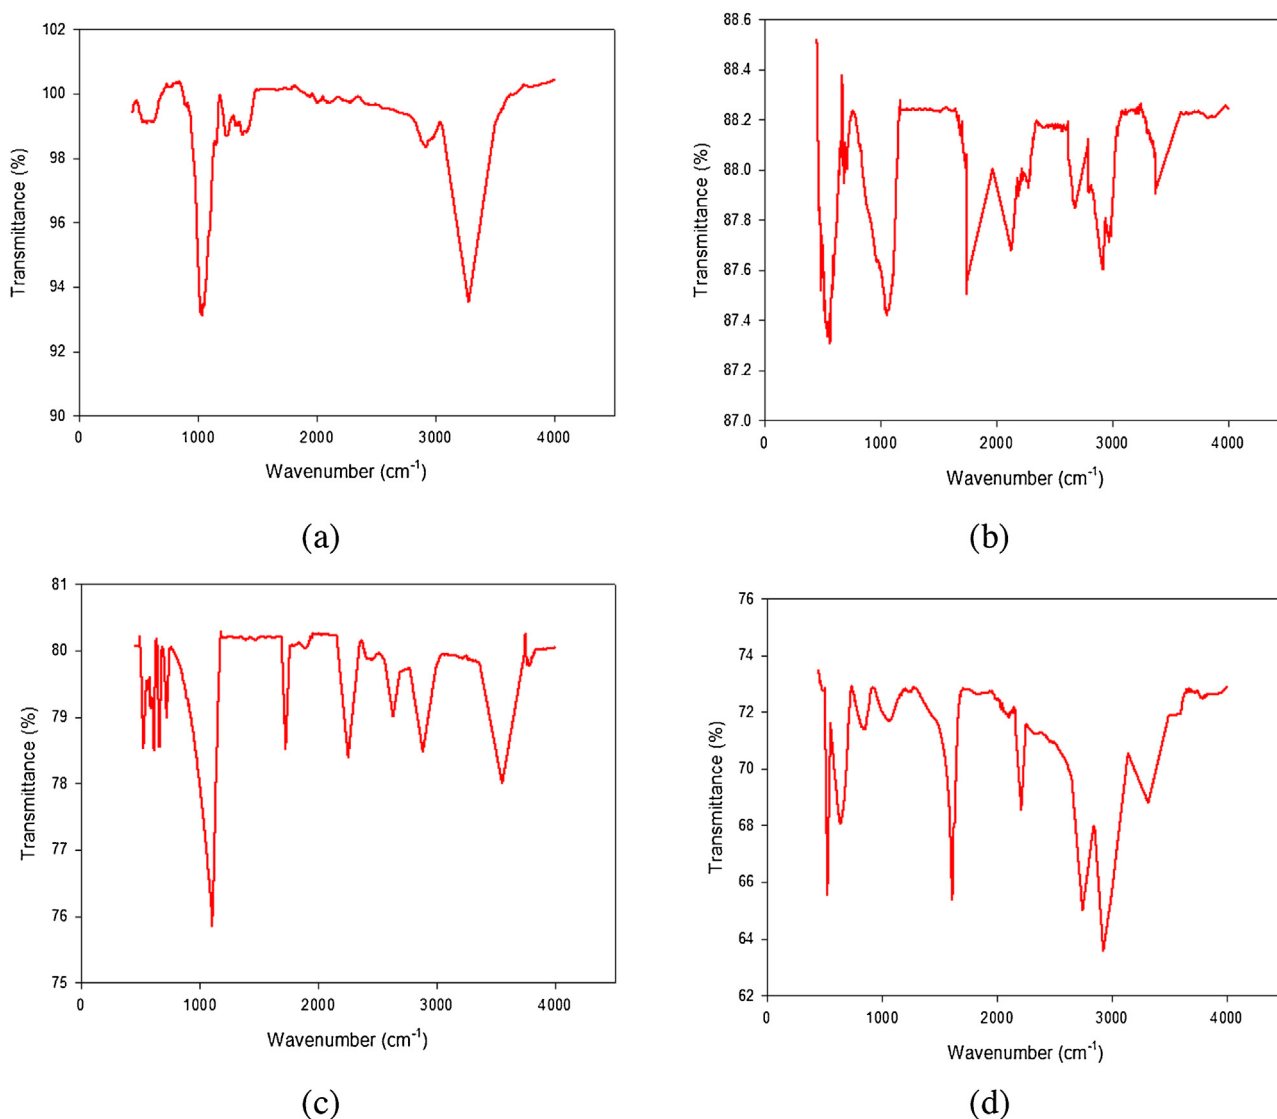 102
100
98
96
94
92
90
Transmittance (%)
0 1000 2000 3000 4000
Wavenumber (cm-1)
(a)
88.6
88.4
88.2
88.0
87.8
87.6
87.4
87.2
87.0
Transmittance (%)
0 1000 2000 3000 4000
Wavenumber (cm-1)
(b)
81
80
79
78
77
76
75
Transmittance (%)
0 1000 2000 3000 4000
Wavenumber (cm-1)
(c)
76
74
72
70
68
66
64
62
Transmittance (%)
0 1000 2000 3000 4000
Wavenumber (cm-1)
(d)